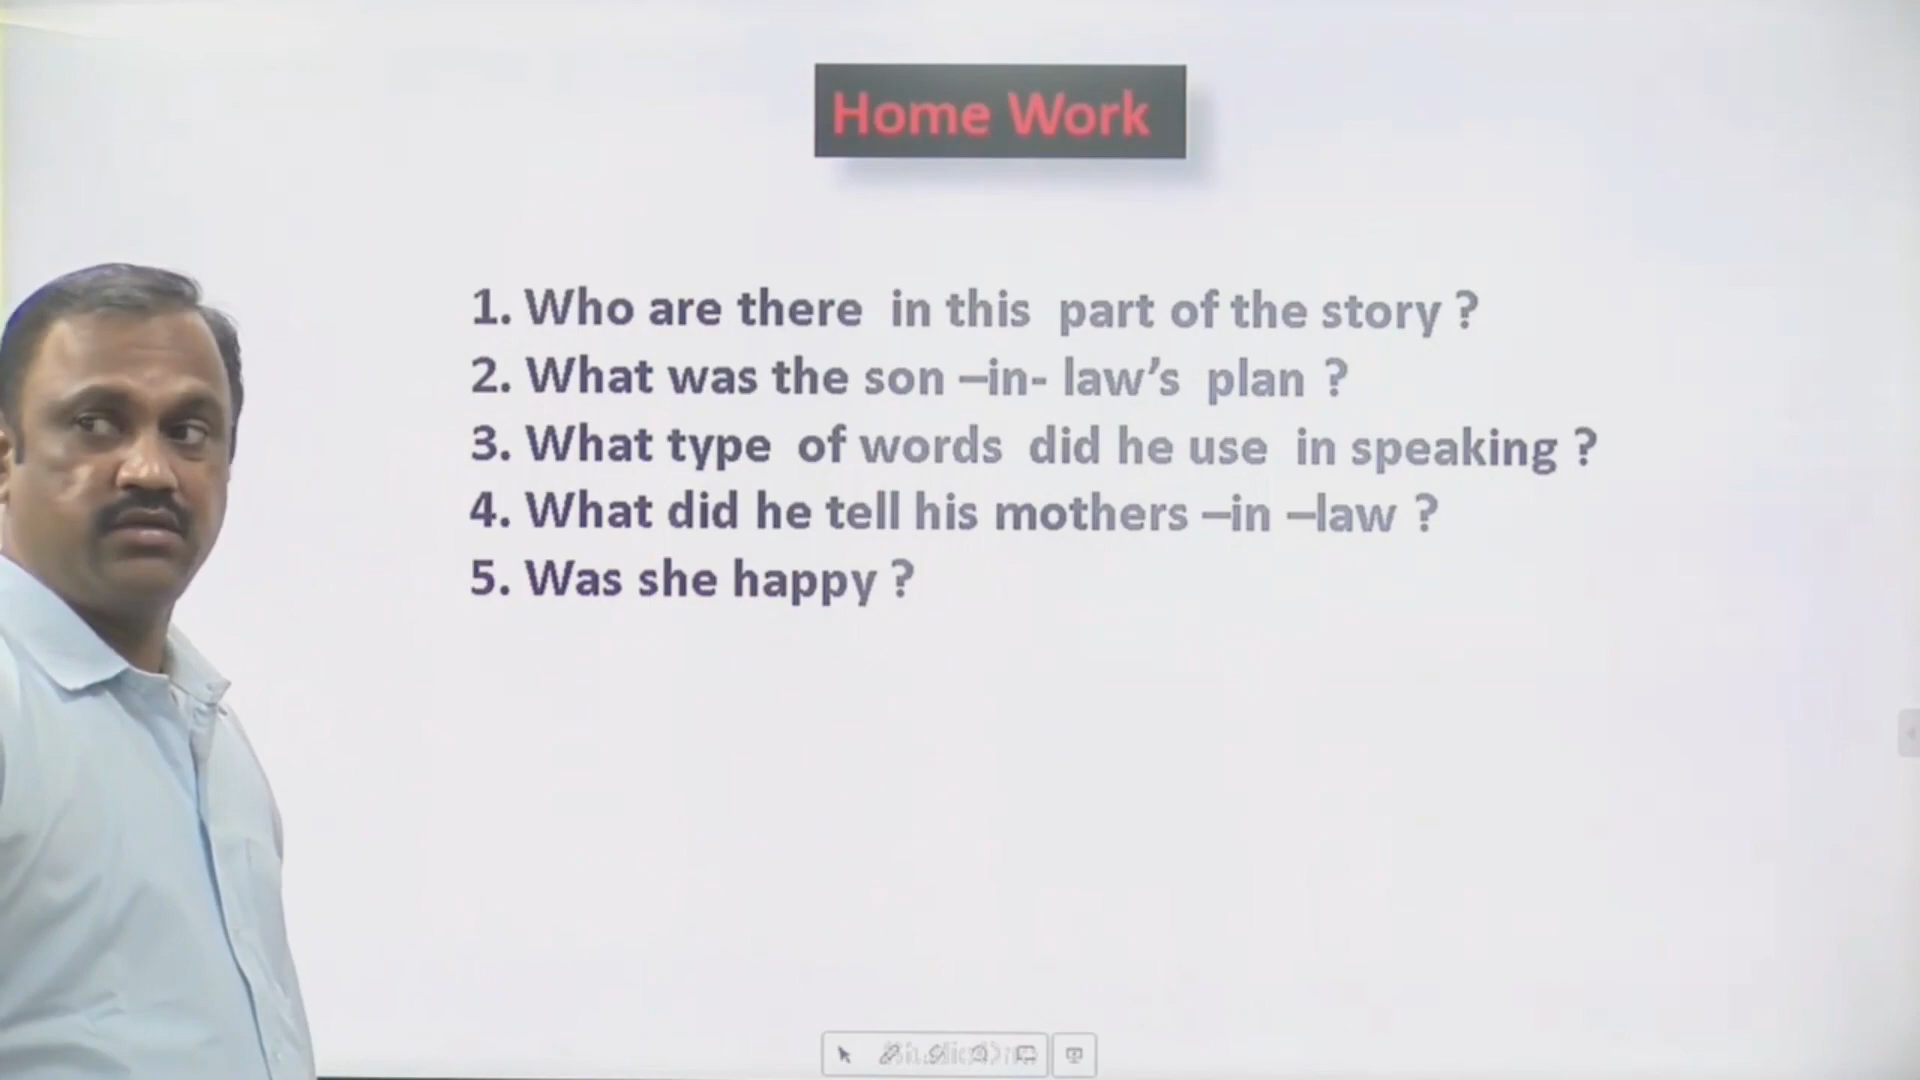 Home Work
1. Who are there in this part of the story ?
2. What was the son –in- law’s plan ?
3. What type of words did he use in speaking ?
4. What did he tell his mothers –in –law ?
5. Was she happy ?